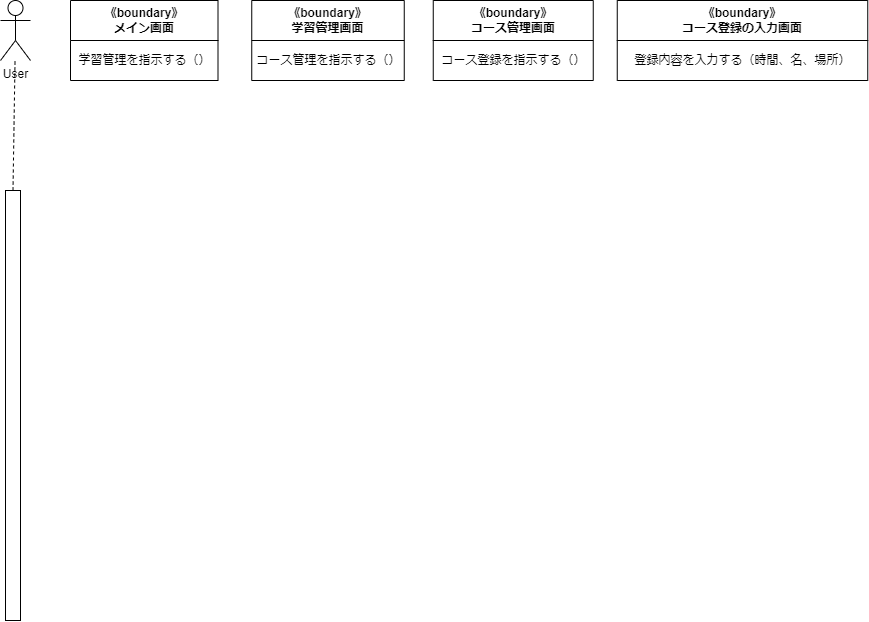 《boundary》
メイン画面
学習管理を指示する（）
《boundary》
学習管理画面
コース管理を指示する（）
《boundary》
コース管理画面
コース登録を指示する（）
《boundary》
コース登録の入力画面
登録内容を入力する（時間、名、場所）
User